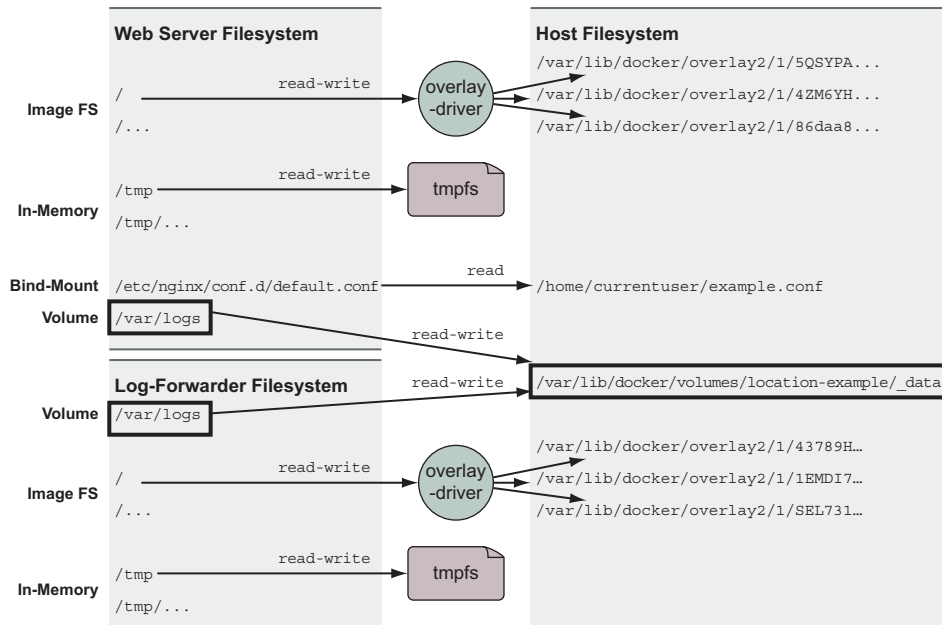 Web Server Filesystem
Host Filesystem
/var/lib/docker/overlay2/1/5QSYPA...
read-write
overlay
-driver
/
/var/lib/docker/overlay2/1/4ZM6YH...
Image FS
/...
/var/lib/docker/overlay2/1/86daa8...
read-write
/tmp
tmpfs
In-Memory
/tmp/...
read
Bind-Mount
/etc/nginx/conf.d/default.conf
/home/currentuser/example.conf
Volume
/var/logs
read-write
Log-Forwarder Filesystem
read-write
/var/lib/docker/volumes/location-example/_data
Volume
/var/logs
/var/lib/docker/overlay2/1/43789H…
read-write
overlay
-driver
/
/var/lib/docker/overlay2/1/1EMDI7…
Image FS
/...
/var/lib/docker/overlay2/1/SEL731…
read-write
/tmp
tmpfs
In-Memory
/tmp/...